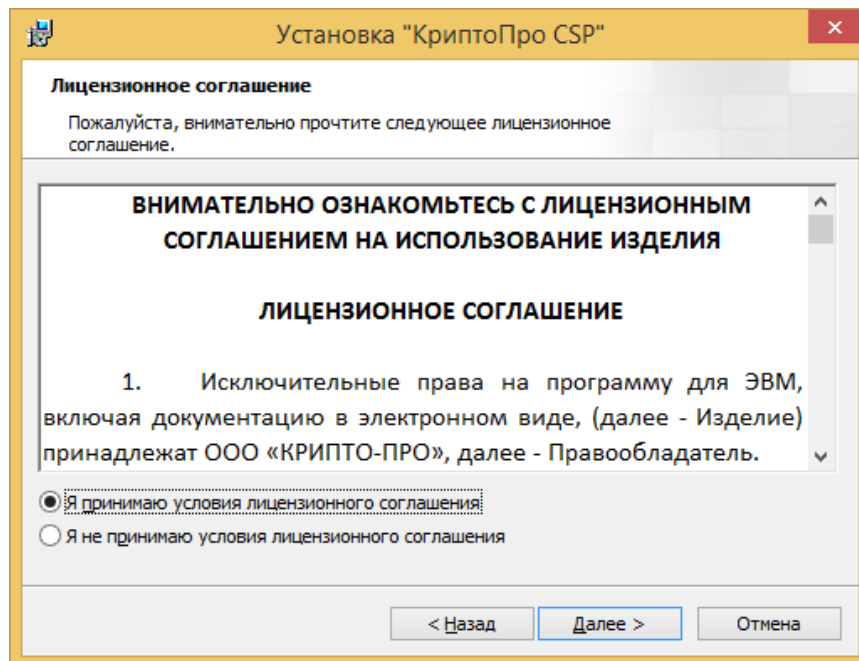 Установка "КриптоПро CSP"
Лицензионное соглашение
Пожалуйста, внимательно прочтите следующее лицензионное
соглашение.
ВНИМАТЕЛЬНО ОЗНАКОМЬТЕСЬ С ЛИЦЕНЗИОННЫМ
СОГЛАШЕНИЕМ НА ИСПОЛЬЗОВАНИЕ ИЗДЕЛИЯ
ЛИЦЕНЗИОННОЕ СОГЛАШЕНИЕ
1. Исключительные права на программу для ЭВМ,
включая документацию в электронном виде, (далее - Изделие)
принадлежат ООО «КРИПТО-ПРО», далее - Правообладатель.
Я принимаю условия лицензионного соглашения
Я не принимаю условия лицензионного соглашения
< Назад Далее > Отмена